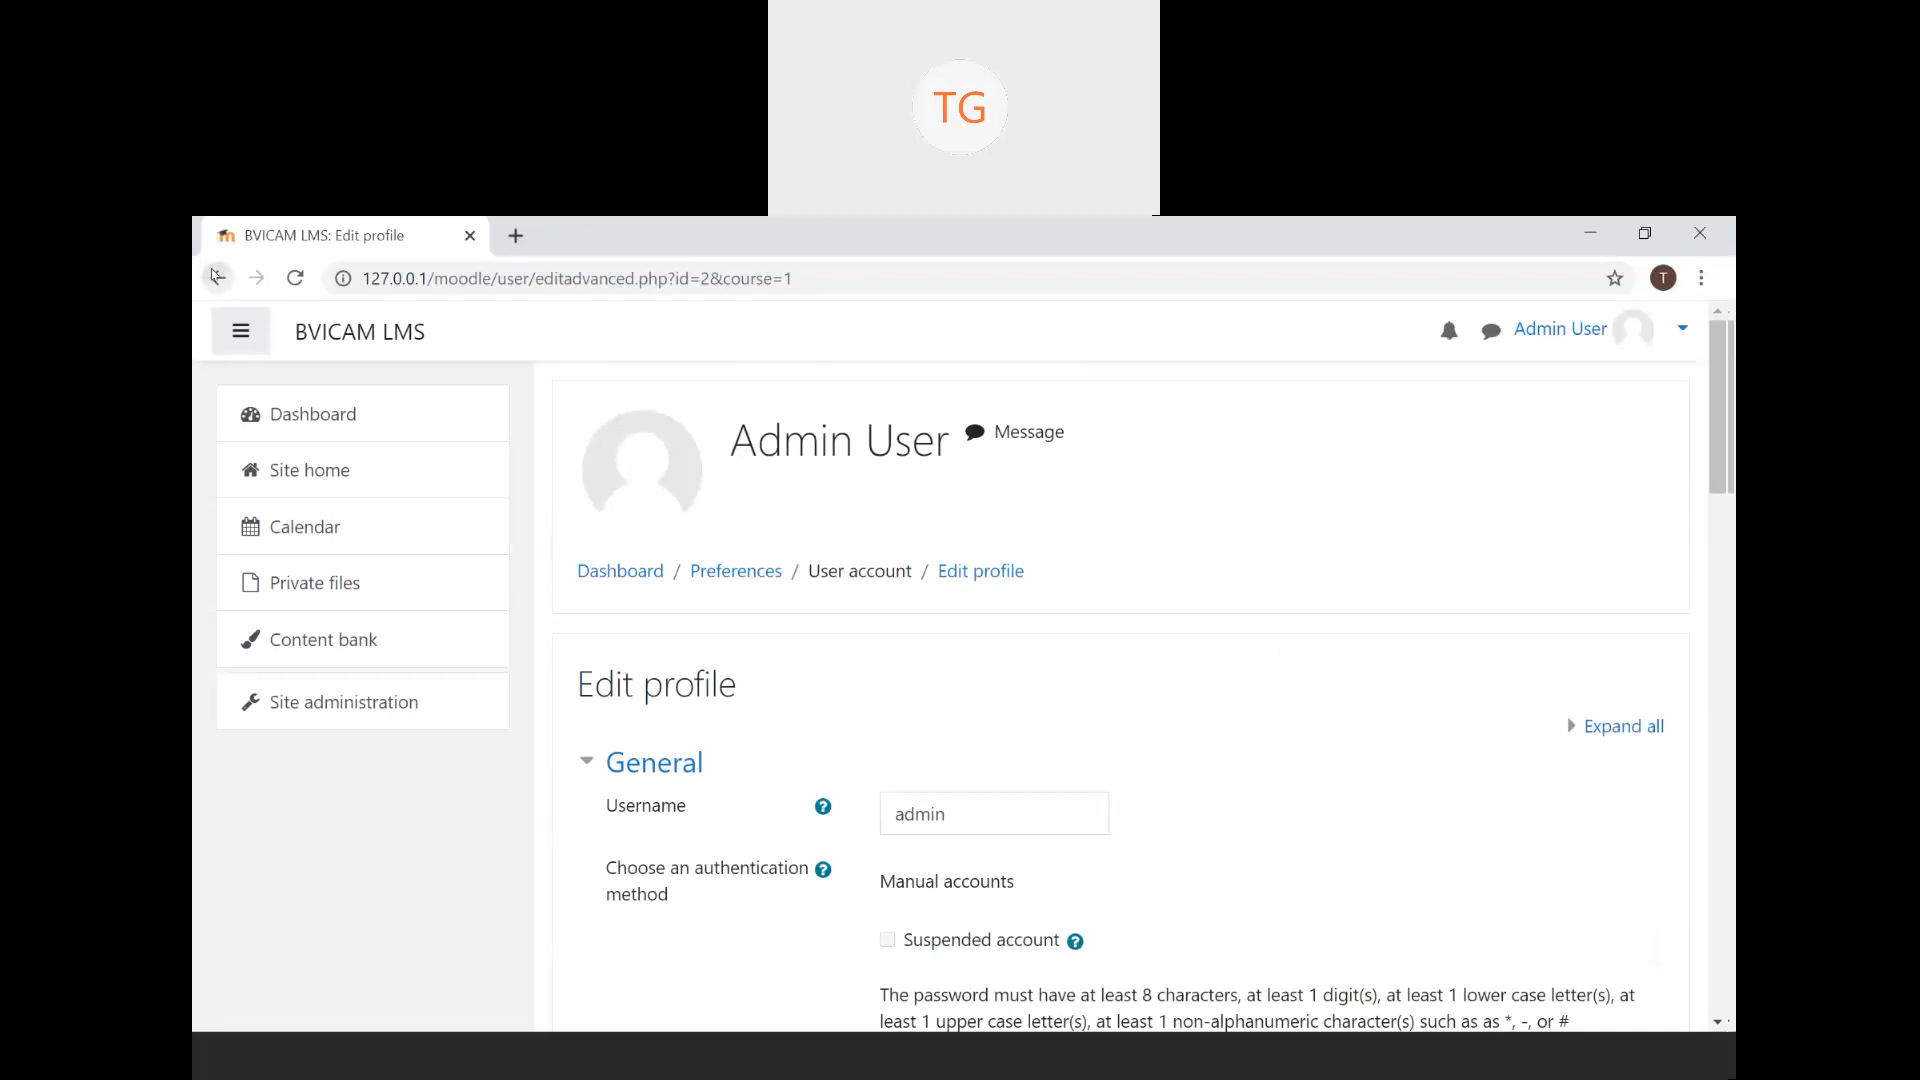 TG
BVICAM LMS: Edit profile
127.0.0.1/moodle/user/editadvanced.php?id=2&course=1
T
BVICAM LMS
Admin User
Dashboard
Site home
Calendar
Private files
Content bank
Site administration
Admin User
Message
Dashboard / Preferences / User account / Edit profile
Edit profile
Expand all
General
Username
admin
Choose an authentication
method
Manual accounts
Suspended account
The password must have at least 8 characters, at least 1 digit(s), at least 1 lower case letter(s), at
least 1 upper case letter(s), at least 1 non-alphanumeric character(s) such as as *, -, or #